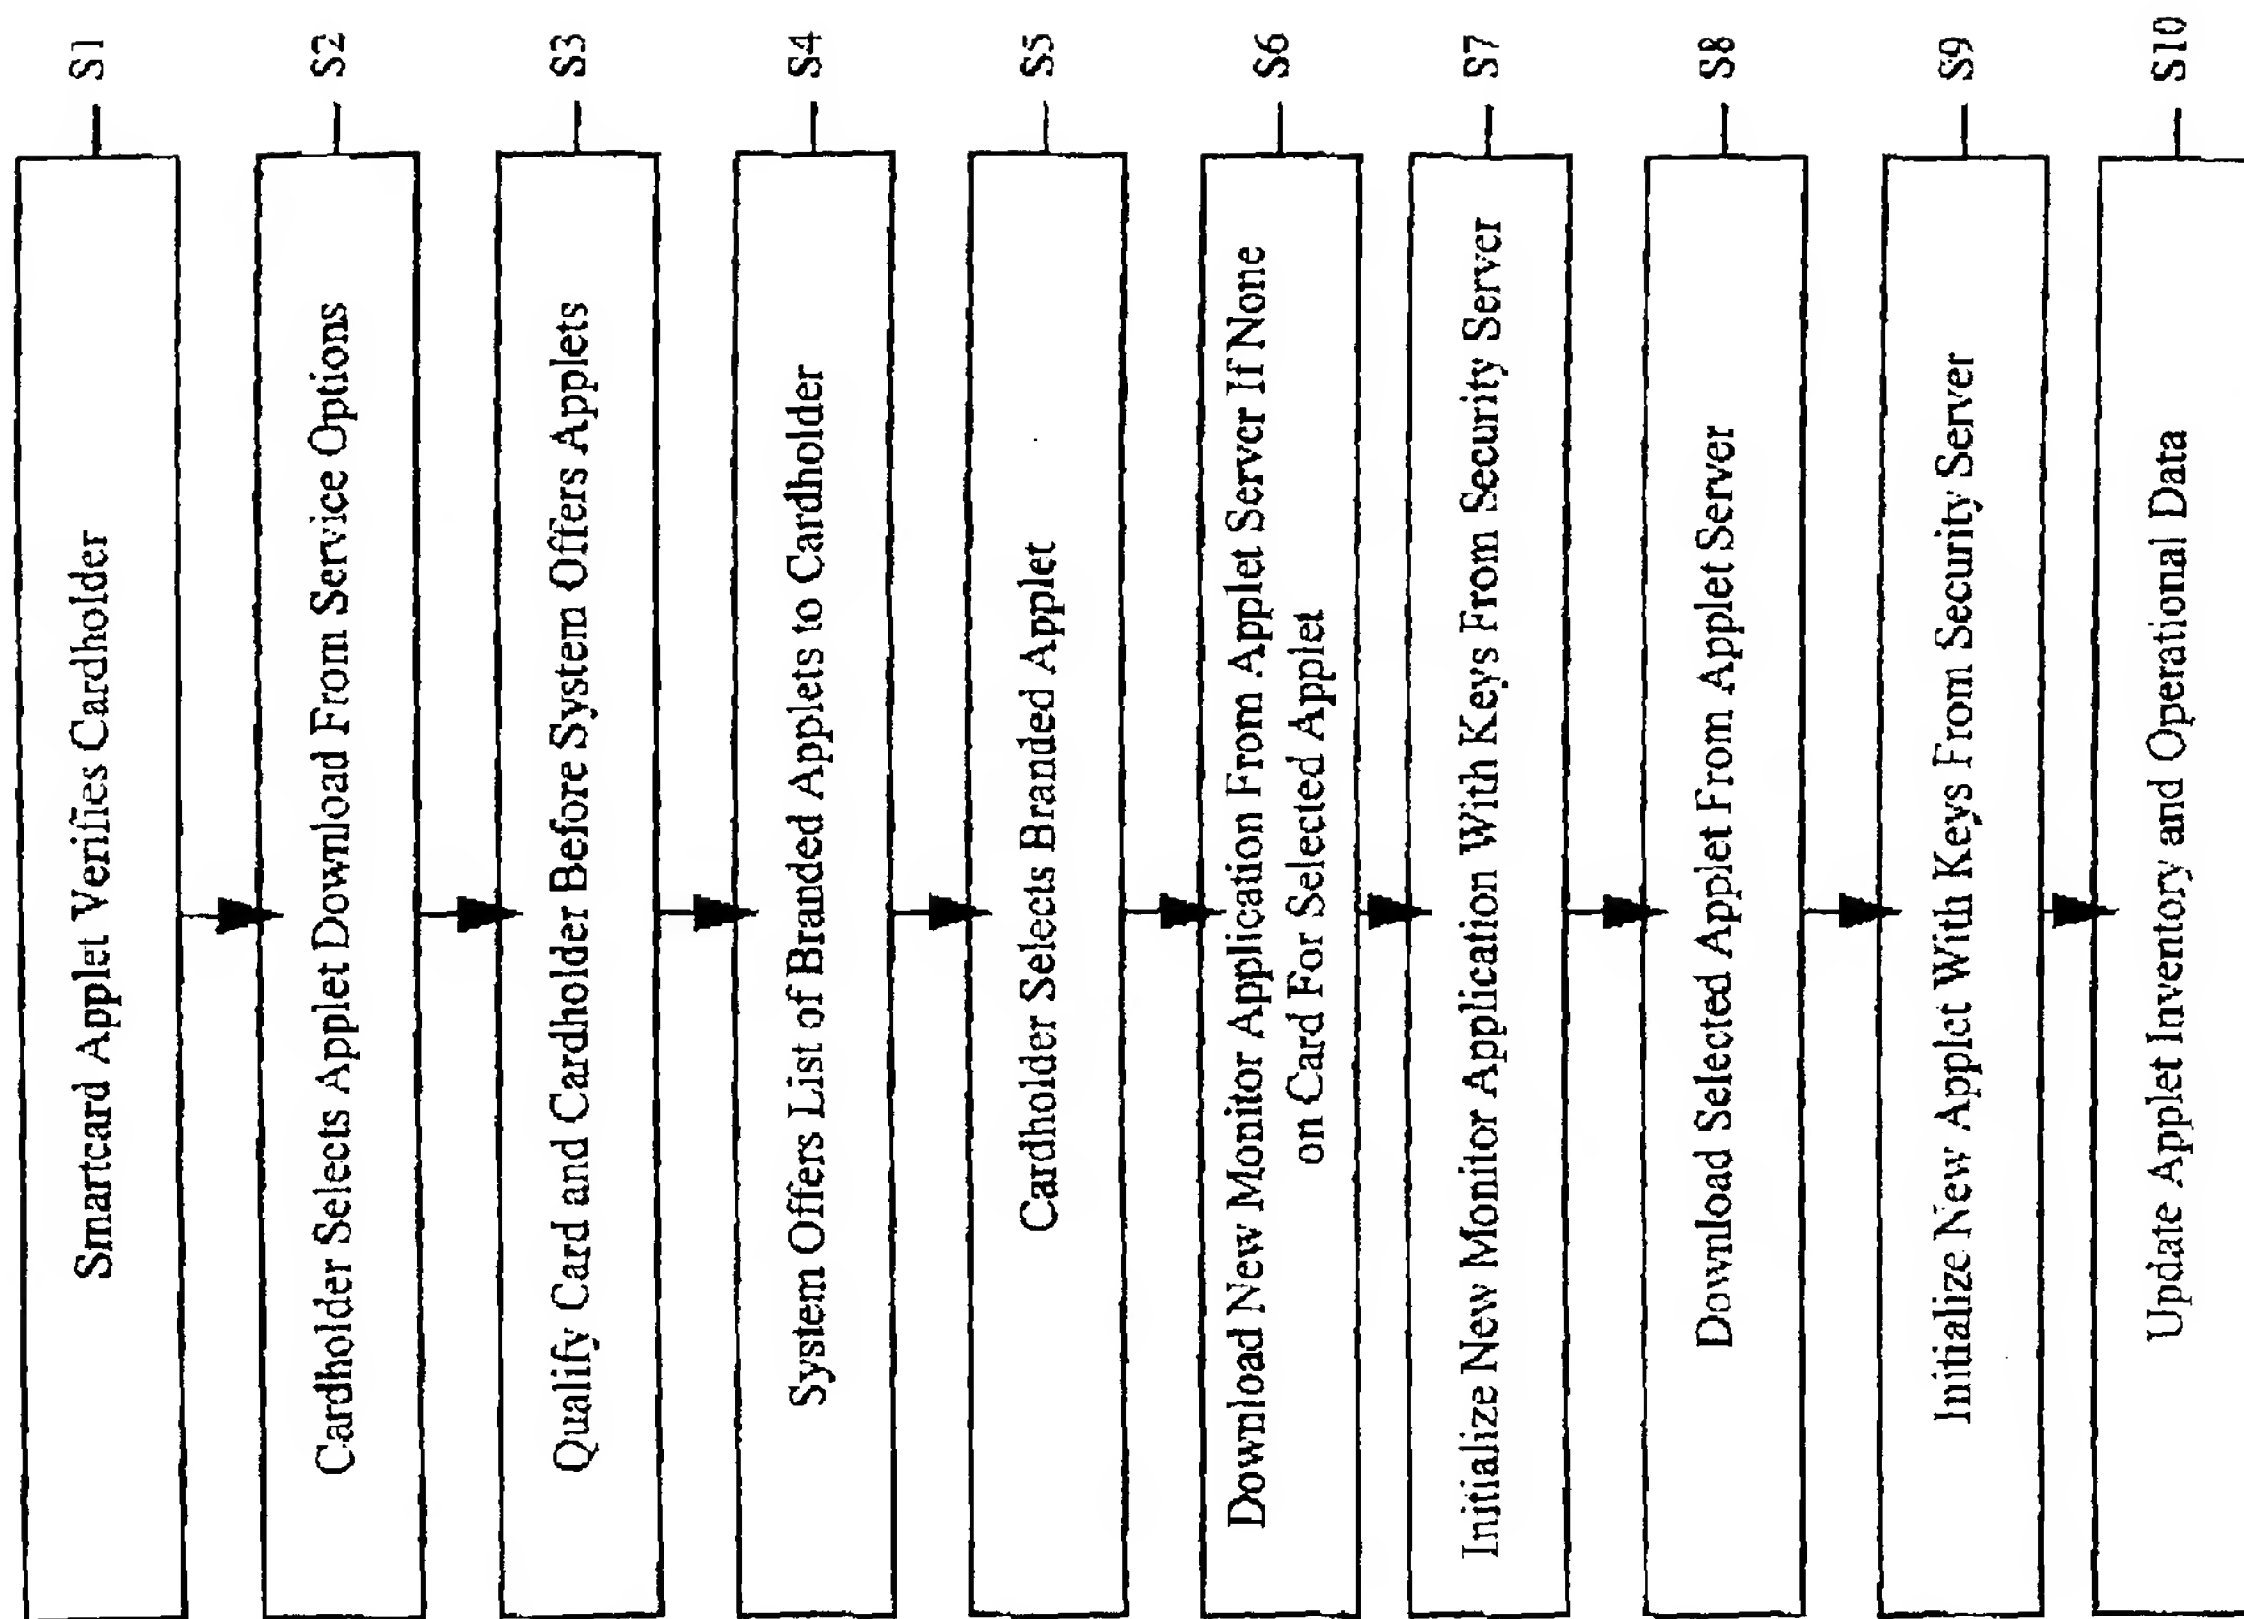 Smartcard Applet Verifies Cardholder
S1
Cardholder Selects Applet Download From Service Options
S2
Qualify Card and Cardholder Before System Offers Applets
S3
System Offers List of Branded Applets to Cardholder
S4
Cardholder Selects Branded Applet
S5
Download New Monitor Application From Applet Server If None
on Card For Selected Applet
S6
Initialize New Monitor Application With Keys From Security Server
S7
Download Selected Applet From Applet Server
S8
Initialize New Applet With Keys From Security Server
S9
Update Applet Inventory and Operational Data
S10